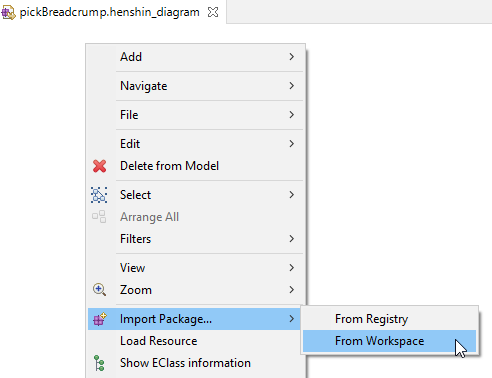 pickBreadcrump.henshin_diagram
Add
Navigate
File
Edit
Delete from Model
Select
Arrange All
Filters
View
Zoom
Import Package...
From Registry
Load Resource
From Workspace
Show EClass information